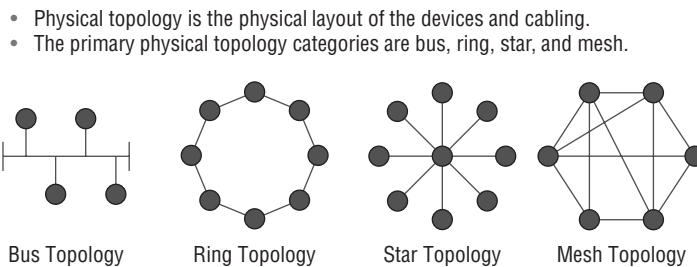 • Physical topology is the physical layout of the devices and cabling.
• The primary physical topology categories are bus, ring, star, and mesh.
Bus Topology
Ring Topology
Star Topology
Mesh Topology